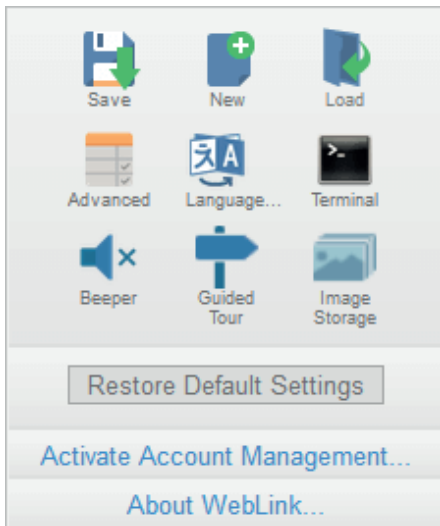 Save New Load
Advanced Language... Terminal
Beeper Guided Tour Image Storage
Restore Default Settings
Activate Account Management...
About WebLink...